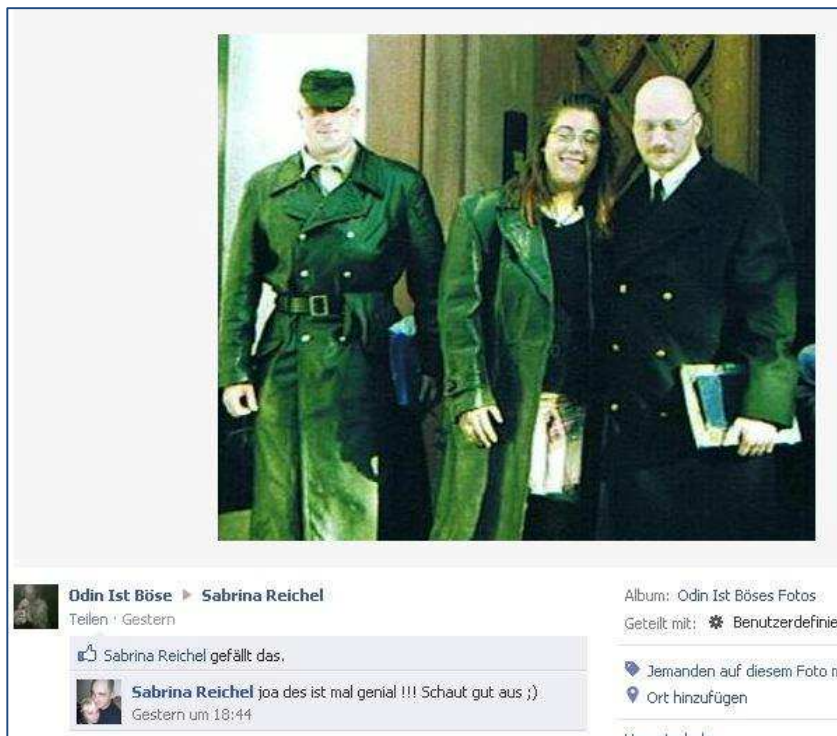 Odin Ist Böse ▶ Sabrina Reichel
Teilen · Gestern
Sabrina Reichel gefällt das.
Sabrina Reichel joa des ist mal genial !!! Schaut gut aus ;)
Gestern um 18:44
Album: Odin Ist Böses Fotos
Geteilt mit: Benutzerdefinie
Jemanden auf diesem Foto
Ort hinzufügen